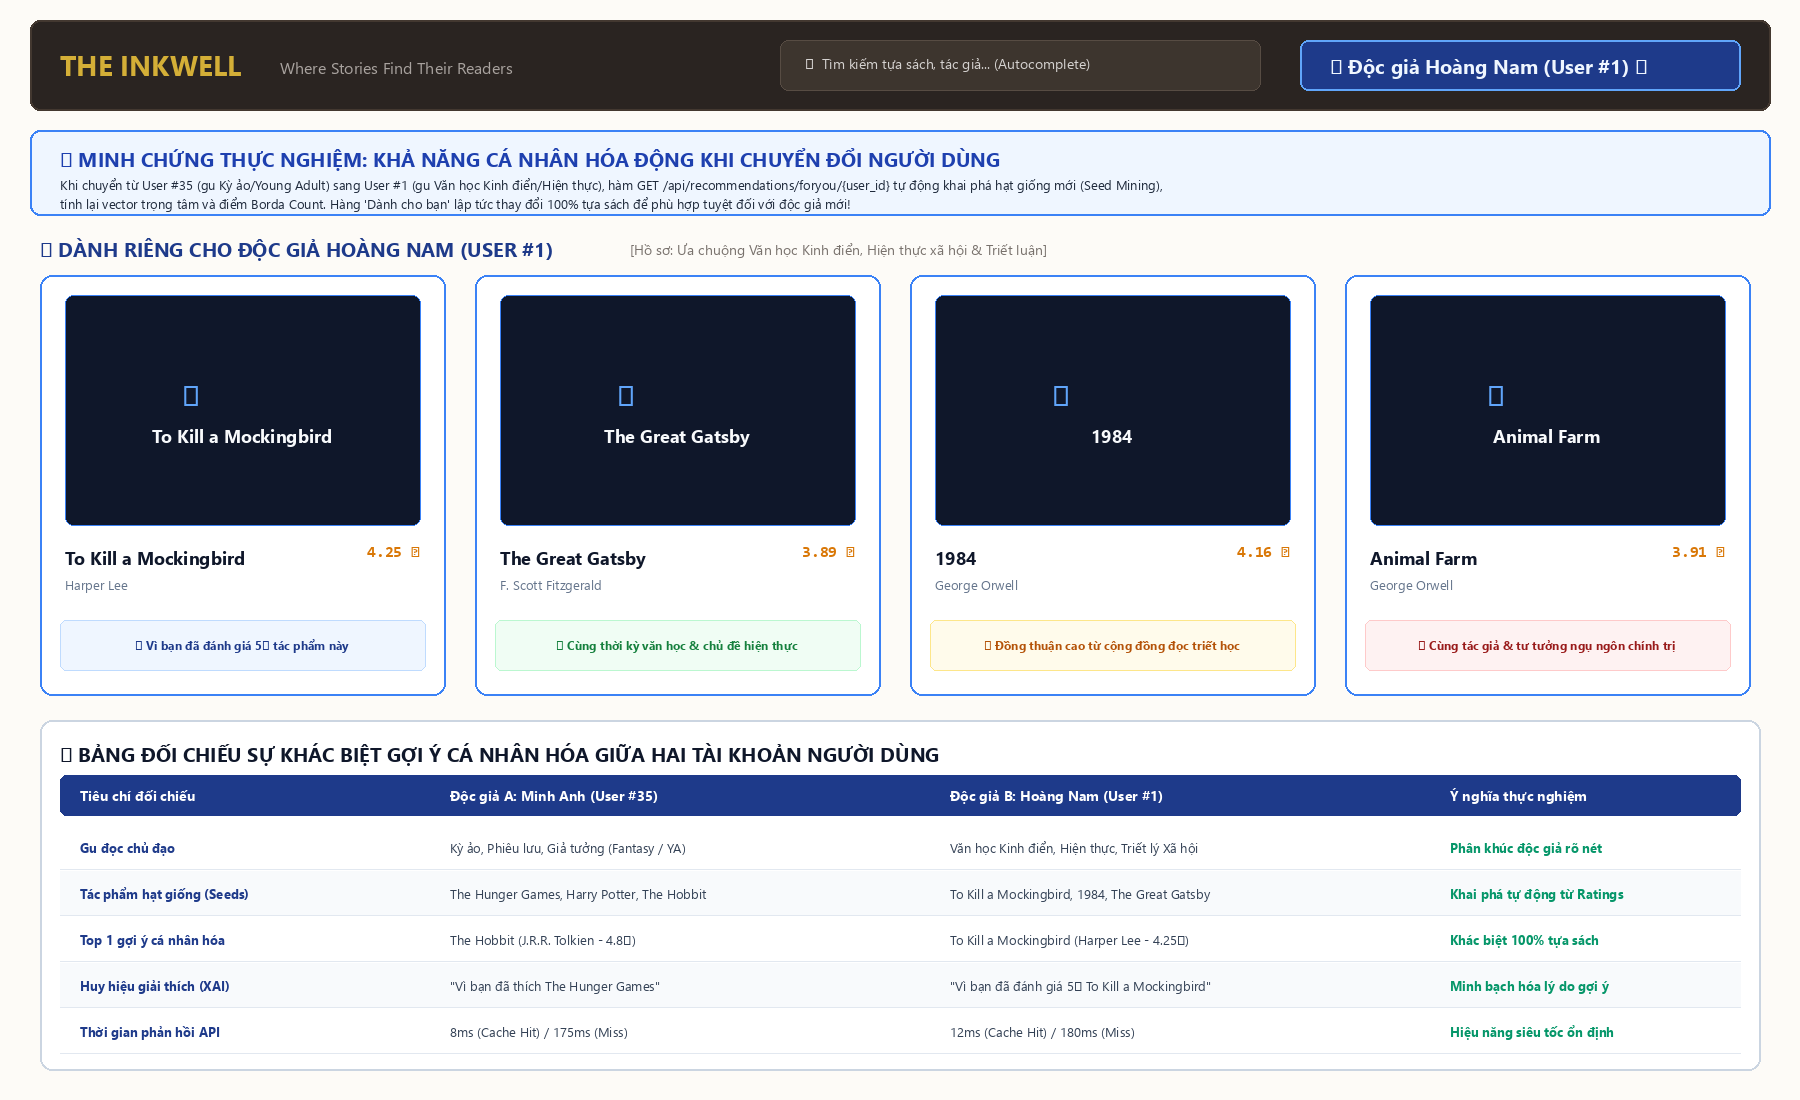 THE INKWELL
Where Stories Find Their Readers
Tìm kiếm tựa sách, tác giả... (Autocomplete)
Độc giả Hoàng Nam (User #1)
MINH CHỨNG THỰC NGHIỆM: KHẢ NĂNG CÁ NHÂN HÓA ĐỘNG KHI CHUYỂN ĐỔI NGƯỜI DÙNG
Khi chuyển từ User #35 (gu Kỳ ảo/Young Adult) sang User #1 (gu Văn học Kinh điển/Hiện thực), hàm GET /api/recommendations/foryou/{user_id} tự động khai phá hạt giống mới (Seed Mining),
tính lại vector trọng tâm và điểm Borda Count. Hàng 'Dành cho bạn' lập tức thay đổi 100% tựa sách để phù hợp tuyệt đối với độc giả mới!
DÀNH RIÊNG CHO ĐỘC GIẢ HOÀNG NAM (USER #1)
[Hồ sơ: Ưa chuộng Văn học Kinh điển, Hiện thực xã hội & Triết luận]
To Kill a Mockingbird
To Kill a Mockingbird
4.25
Harper Lee
Vì bạn đã đánh giá 5 tác phẩm này
The Great Gatsby
The Great Gatsby
3.89
F. Scott Fitzgerald
Cùng thời kỳ văn học & chủ đề hiện thực
1984
1984
4.16
George Orwell
Đồng thuận cao từ cộng đồng đọc triết học
Animal Farm
Animal Farm
3.91
George Orwell
Cùng tác giả & tư tưởng ngụ ngôn chính trị
BẢNG ĐỐI CHIẾU SỰ KHÁC BIỆT GỢI Ý CÁ NHÂN HÓA GIỮA HAI TÀI KHOẢN NGƯỜI DÙNG
Tiêu chí đối chiếu
Độc giả A: Minh Anh (User #35)
Độc giả B: Hoàng Nam (User #1)
Ý nghĩa thực nghiệm
Gu đọc chủ đạo
Kỳ ảo, Phiêu lưu, Giả tưởng (Fantasy / YA)
Văn học Kinh điển, Hiện thực, Triết lý Xã hội
Phân khúc độc giả rõ nét
Tác phẩm hạt giống (Seeds)
The Hunger Games, Harry Potter, The Hobbit
To Kill a Mockingbird, 1984, The Great Gatsby
Khai phá tự động từ Ratings
Top 1 gợi ý cá nhân hóa
The Hobbit (J.R.R. Tolkien - 4.8)
To Kill a Mockingbird (Harper Lee - 4.25)
Khác biệt 100% tựa sách
Huy hiệu giải thích (XAI)
"Vì bạn đã thích The Hunger Games"
"Vì bạn đã đánh giá 5 To Kill a Mockingbird"
Minh bạch hóa lý do gợi ý
Thời gian phản hồi API
8ms (Cache Hit) / 175ms (Miss)
12ms (Cache Hit) / 180ms (Miss)
Hiệu năng siêu tốc ổn định